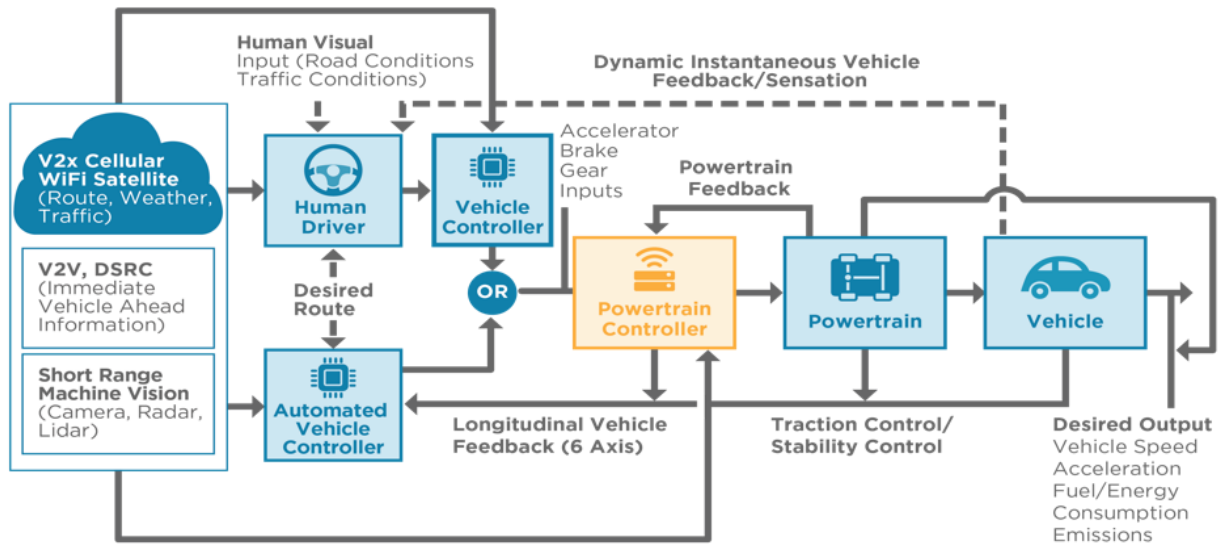 Human Visual
Input (Road Conditions
Traffic Conditions)
Dynamic Instantaneous Vehicle
Feedback/Sensation
V2x Cellular
WiFi Satellite
(Route, Weather,
Traffic)
V2V, DSRC
(Immediate
Vehicle Ahead
Information)
Short Range
Machine Vision
(Camera, Radar,
Lidar)
Human
Driver
Desired
Route
Automated
Vehicle
Controller
Vehicle
Controller
OR
Accelerator
Brake
Gear
Inputs
Powertrain
Feedback
Powertrain
Controller
Powertrain
Vehicle
Longitudinal Vehicle
Feedback (6 Axis)
Traction Control/
Stability Control
Desired Output
Vehicle Speed
Acceleration
Fuel/Energy
Consumption
Emissions